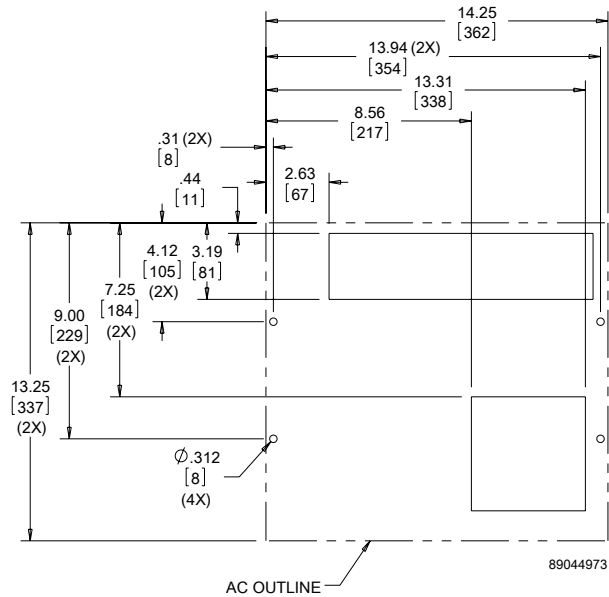 14.25
[362]
13.94 (2X)
[354]
13.31
[338]
8.56
[217]
.31 (2X)
[8]
.44
[11]
2.63
[67]
4.12
[105]
(2X)
3.19
[81]
7.25
[184]
(2X)
9.00
[229]
(2X)
13.25
[337]
(2X)
Ø.312
[8]
(4X)
89044973
AC OUTLINE